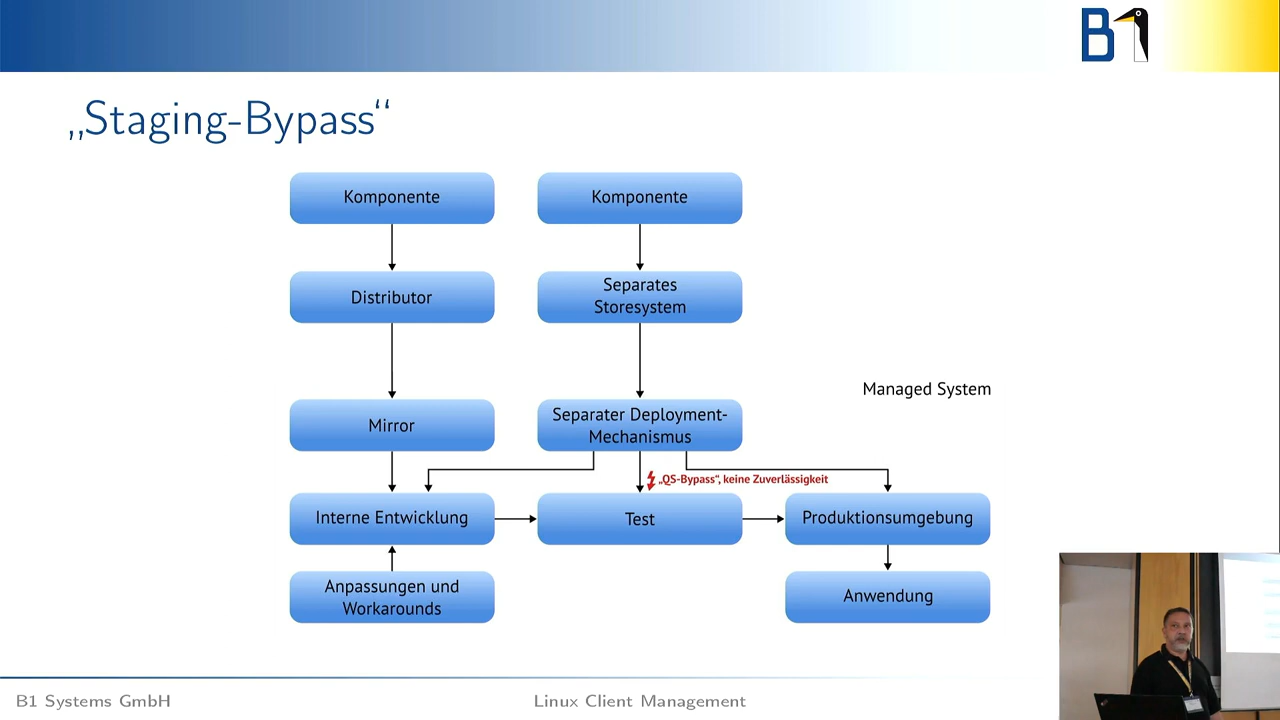 B1
„Staging-Bypass“
Komponente
Komponente
Distributor
Separates
Storesystem
Managed System
Mirror
Separater Deployment-
Mechanismus
„QS-Bypass“, keine Zuverlässigkeit
Interne Entwicklung
Test
Produktionsumgebung
Anpassungen und
Workarounds
Anwendung
B1 Systems GmbH
Linux Client Management